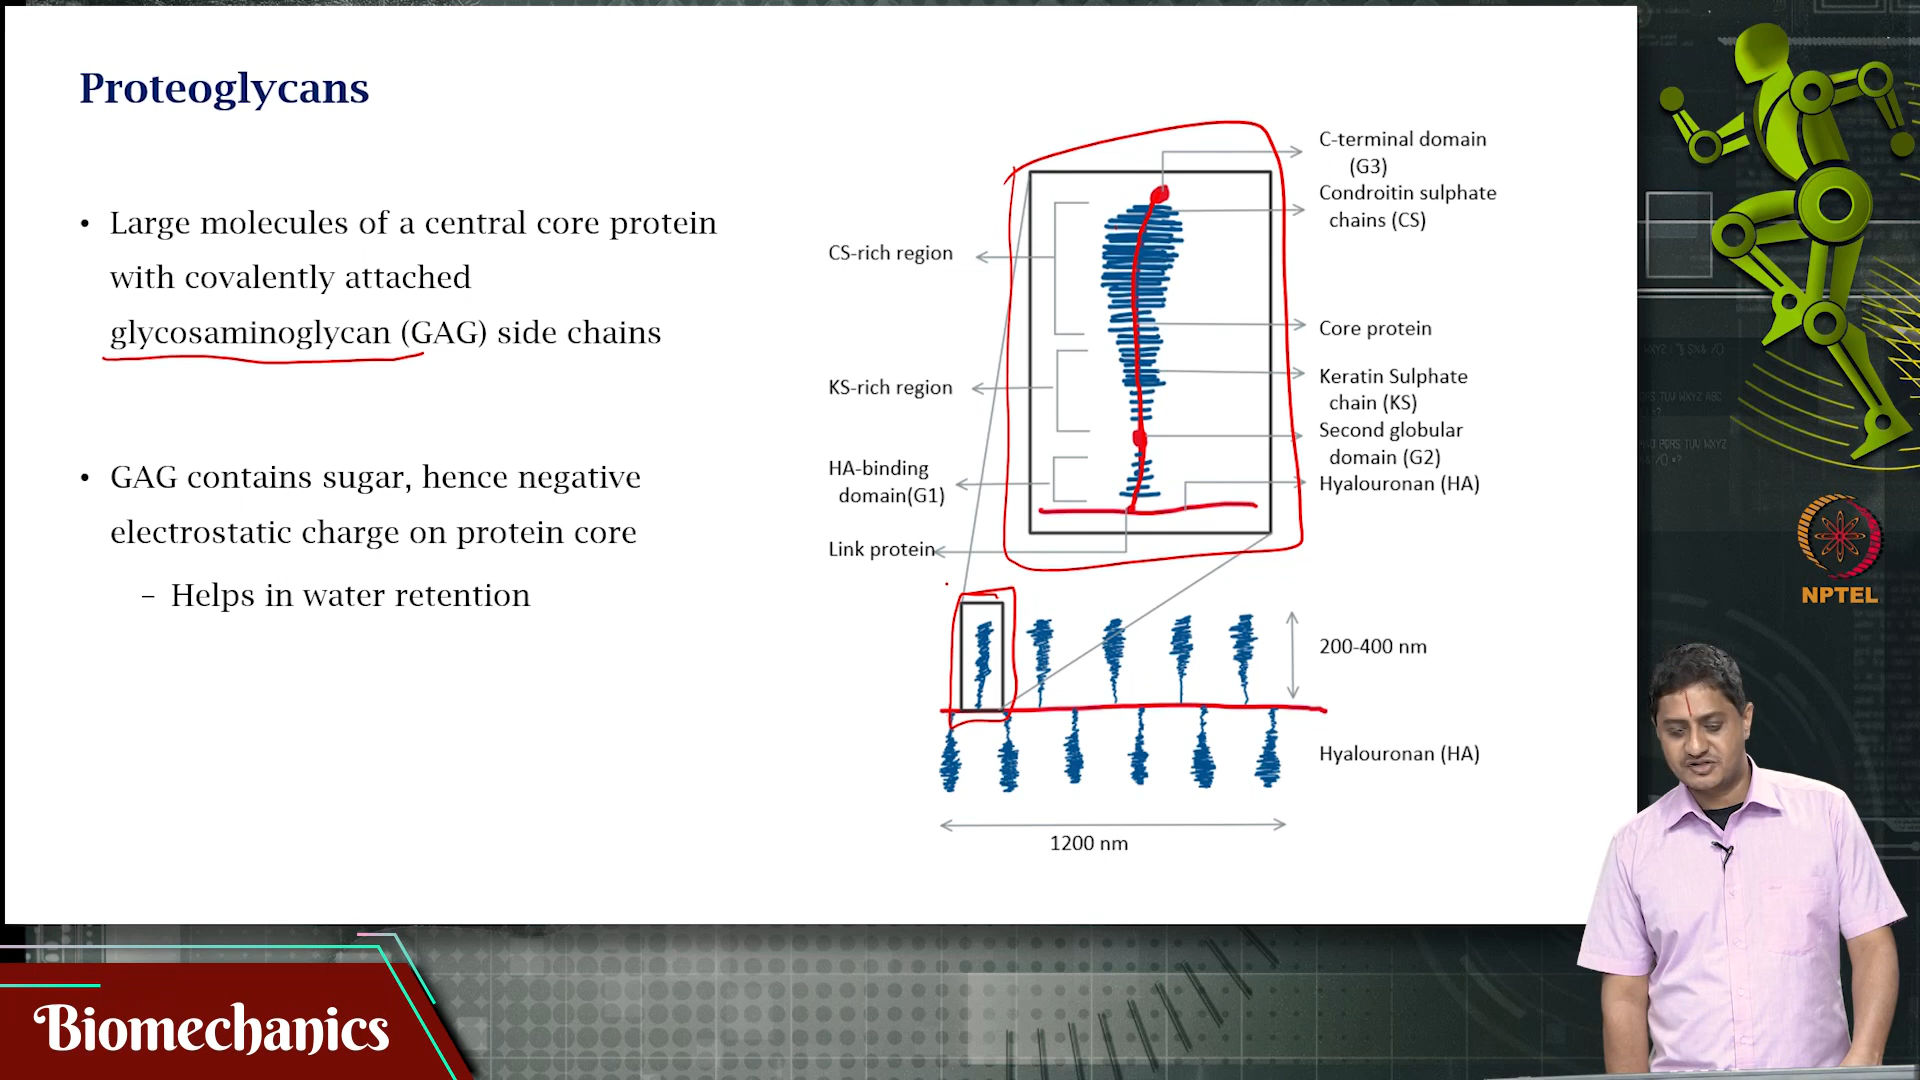 Proteoglycans
• Large molecules of a central core protein
with covalently attached
glycosaminoglycan (GAG) side chains
• GAG contains sugar, hence negative
electrostatic charge on protein core
– Helps in water retention
CS-rich region
KS-rich region
HA-binding
domain(G1)
Link protein
C-terminal domain
(G3)
Condroitin sulphate
chains (CS)
Core protein
Keratin Sulphate
chain (KS)
Second globular
domain (G2)
Hyalouronan (HA)
200-400 nm
Hyalouronan (HA)
1200 nm
NPTEL
Biomechanics